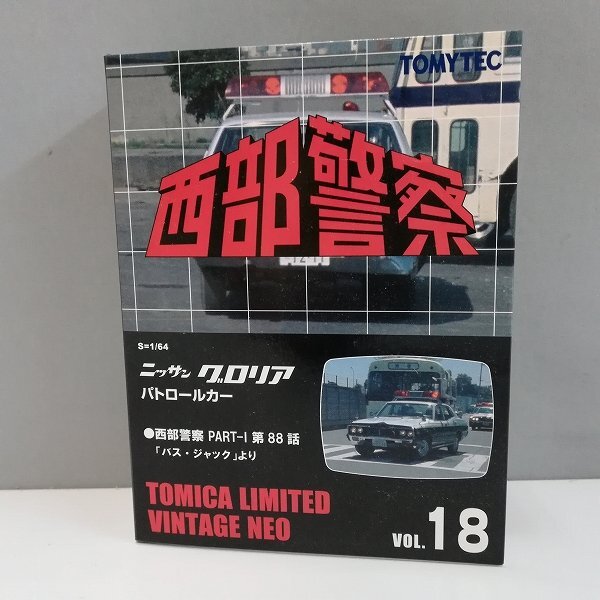 TOMYTEC
西部警察
S=1/64
ニッサン グロリア
パトロールカー
●西部警察 PART-I 第88話
「バス・ジャック」より
TOMICA LIMITED
VINTAGE NEO
VOL.18